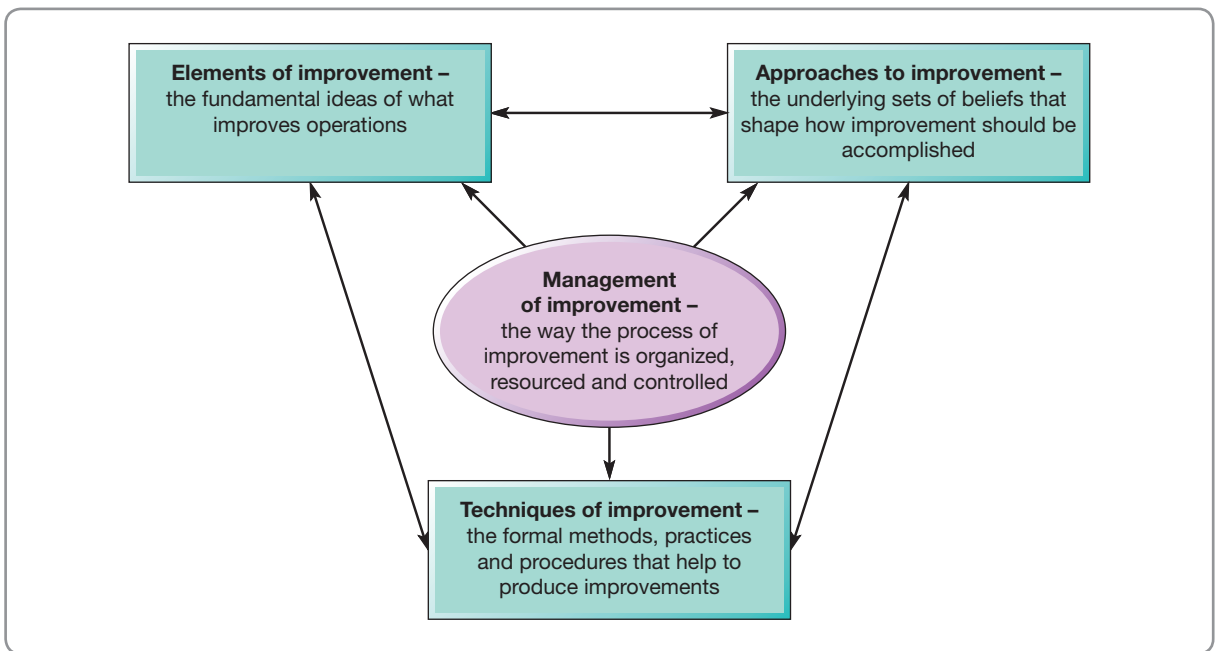 Elements of improvement –
the fundamental ideas of what
improves operations
Approaches to improvement –
the underlying sets of beliefs that
shape how improvement should be
accomplished
Management
of improvement –
the way the process of
improvement is organized,
resourced and controlled
Techniques of improvement –
the formal methods, practices
and procedures that help to
produce improvements